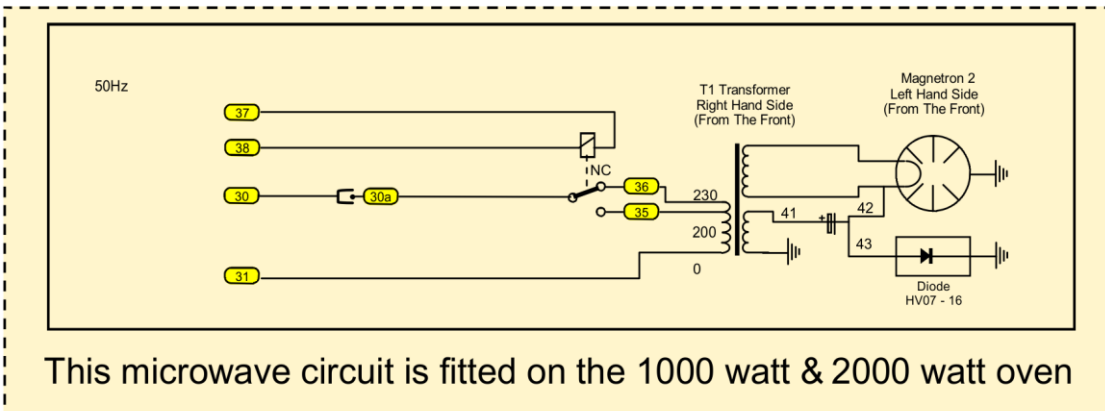 50Hz
37
38
30
30a
31
NC
36
35
230
200
0
T1 Transformer
Right Hand Side
(From The Front)
41
+
42
43
Magnetron 2
Left Hand Side
(From The Front)
Diode
HV07 - 16
This microwave circuit is fitted on the 1000 watt & 2000 watt oven